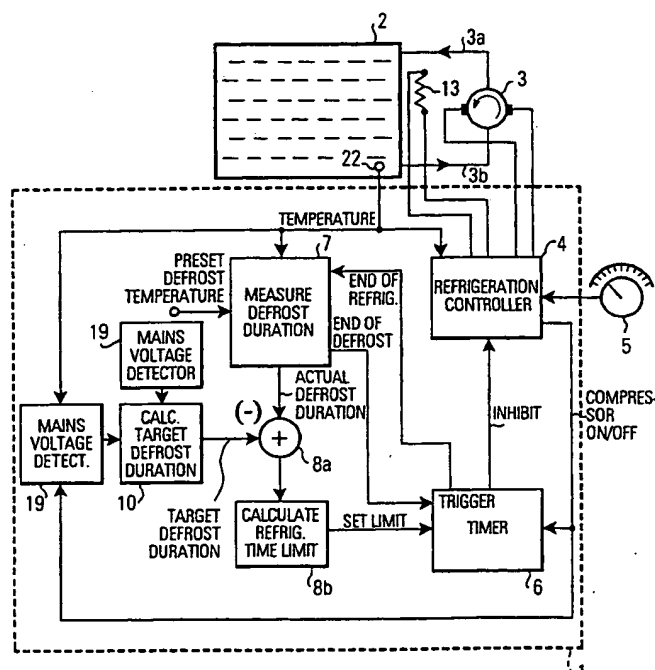 2
3a
3
13
3b
22
TEMPERATURE
7
4
PRESET
DEFROST
TEMPERATURE
MEASURE
DEFROST
DURATION
END OF
REFRIG.
REFRIGERATION
CONTROLLER
5
19
MAINS
VOLTAGE
DETECTOR
END OF
DEFROST
ACTUAL
DEFROST
DURATION
INHIBIT
COMPRES-
SOR
ON/OFF
MAINS
VOLTAGE
DETECT.
19
CALC.
TARGET
DEFROST
DURATION
10
(-)
+
8a
TARGET
DEFROST
DURATION
CALCULATE
REFRIG.
TIME LIMIT
8b
SET LIMIT
TRIGGER
TIMER
6
1